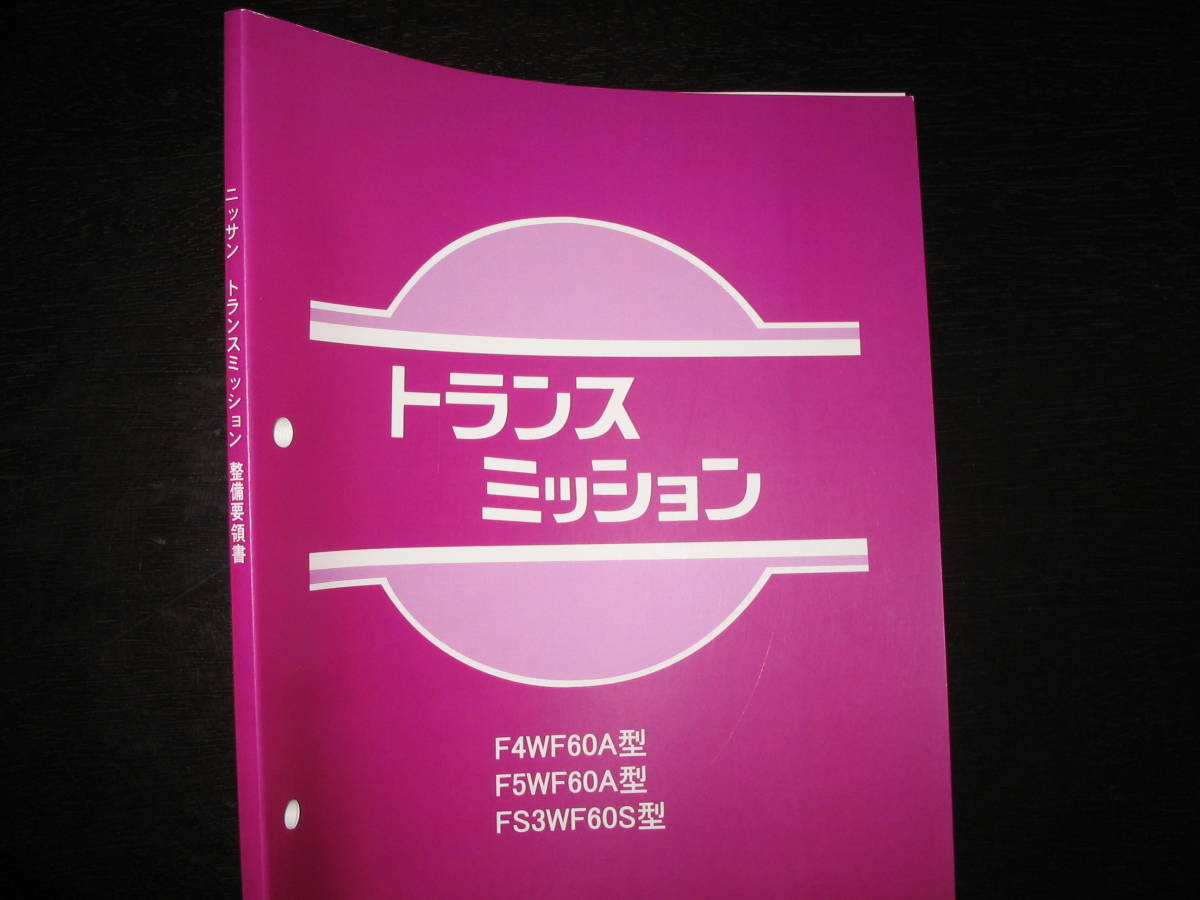 ニッサン トランスミッション 整備要領書
トランス
ミッション
F4WF60A型
F5WF60A型
FS3WF60S型